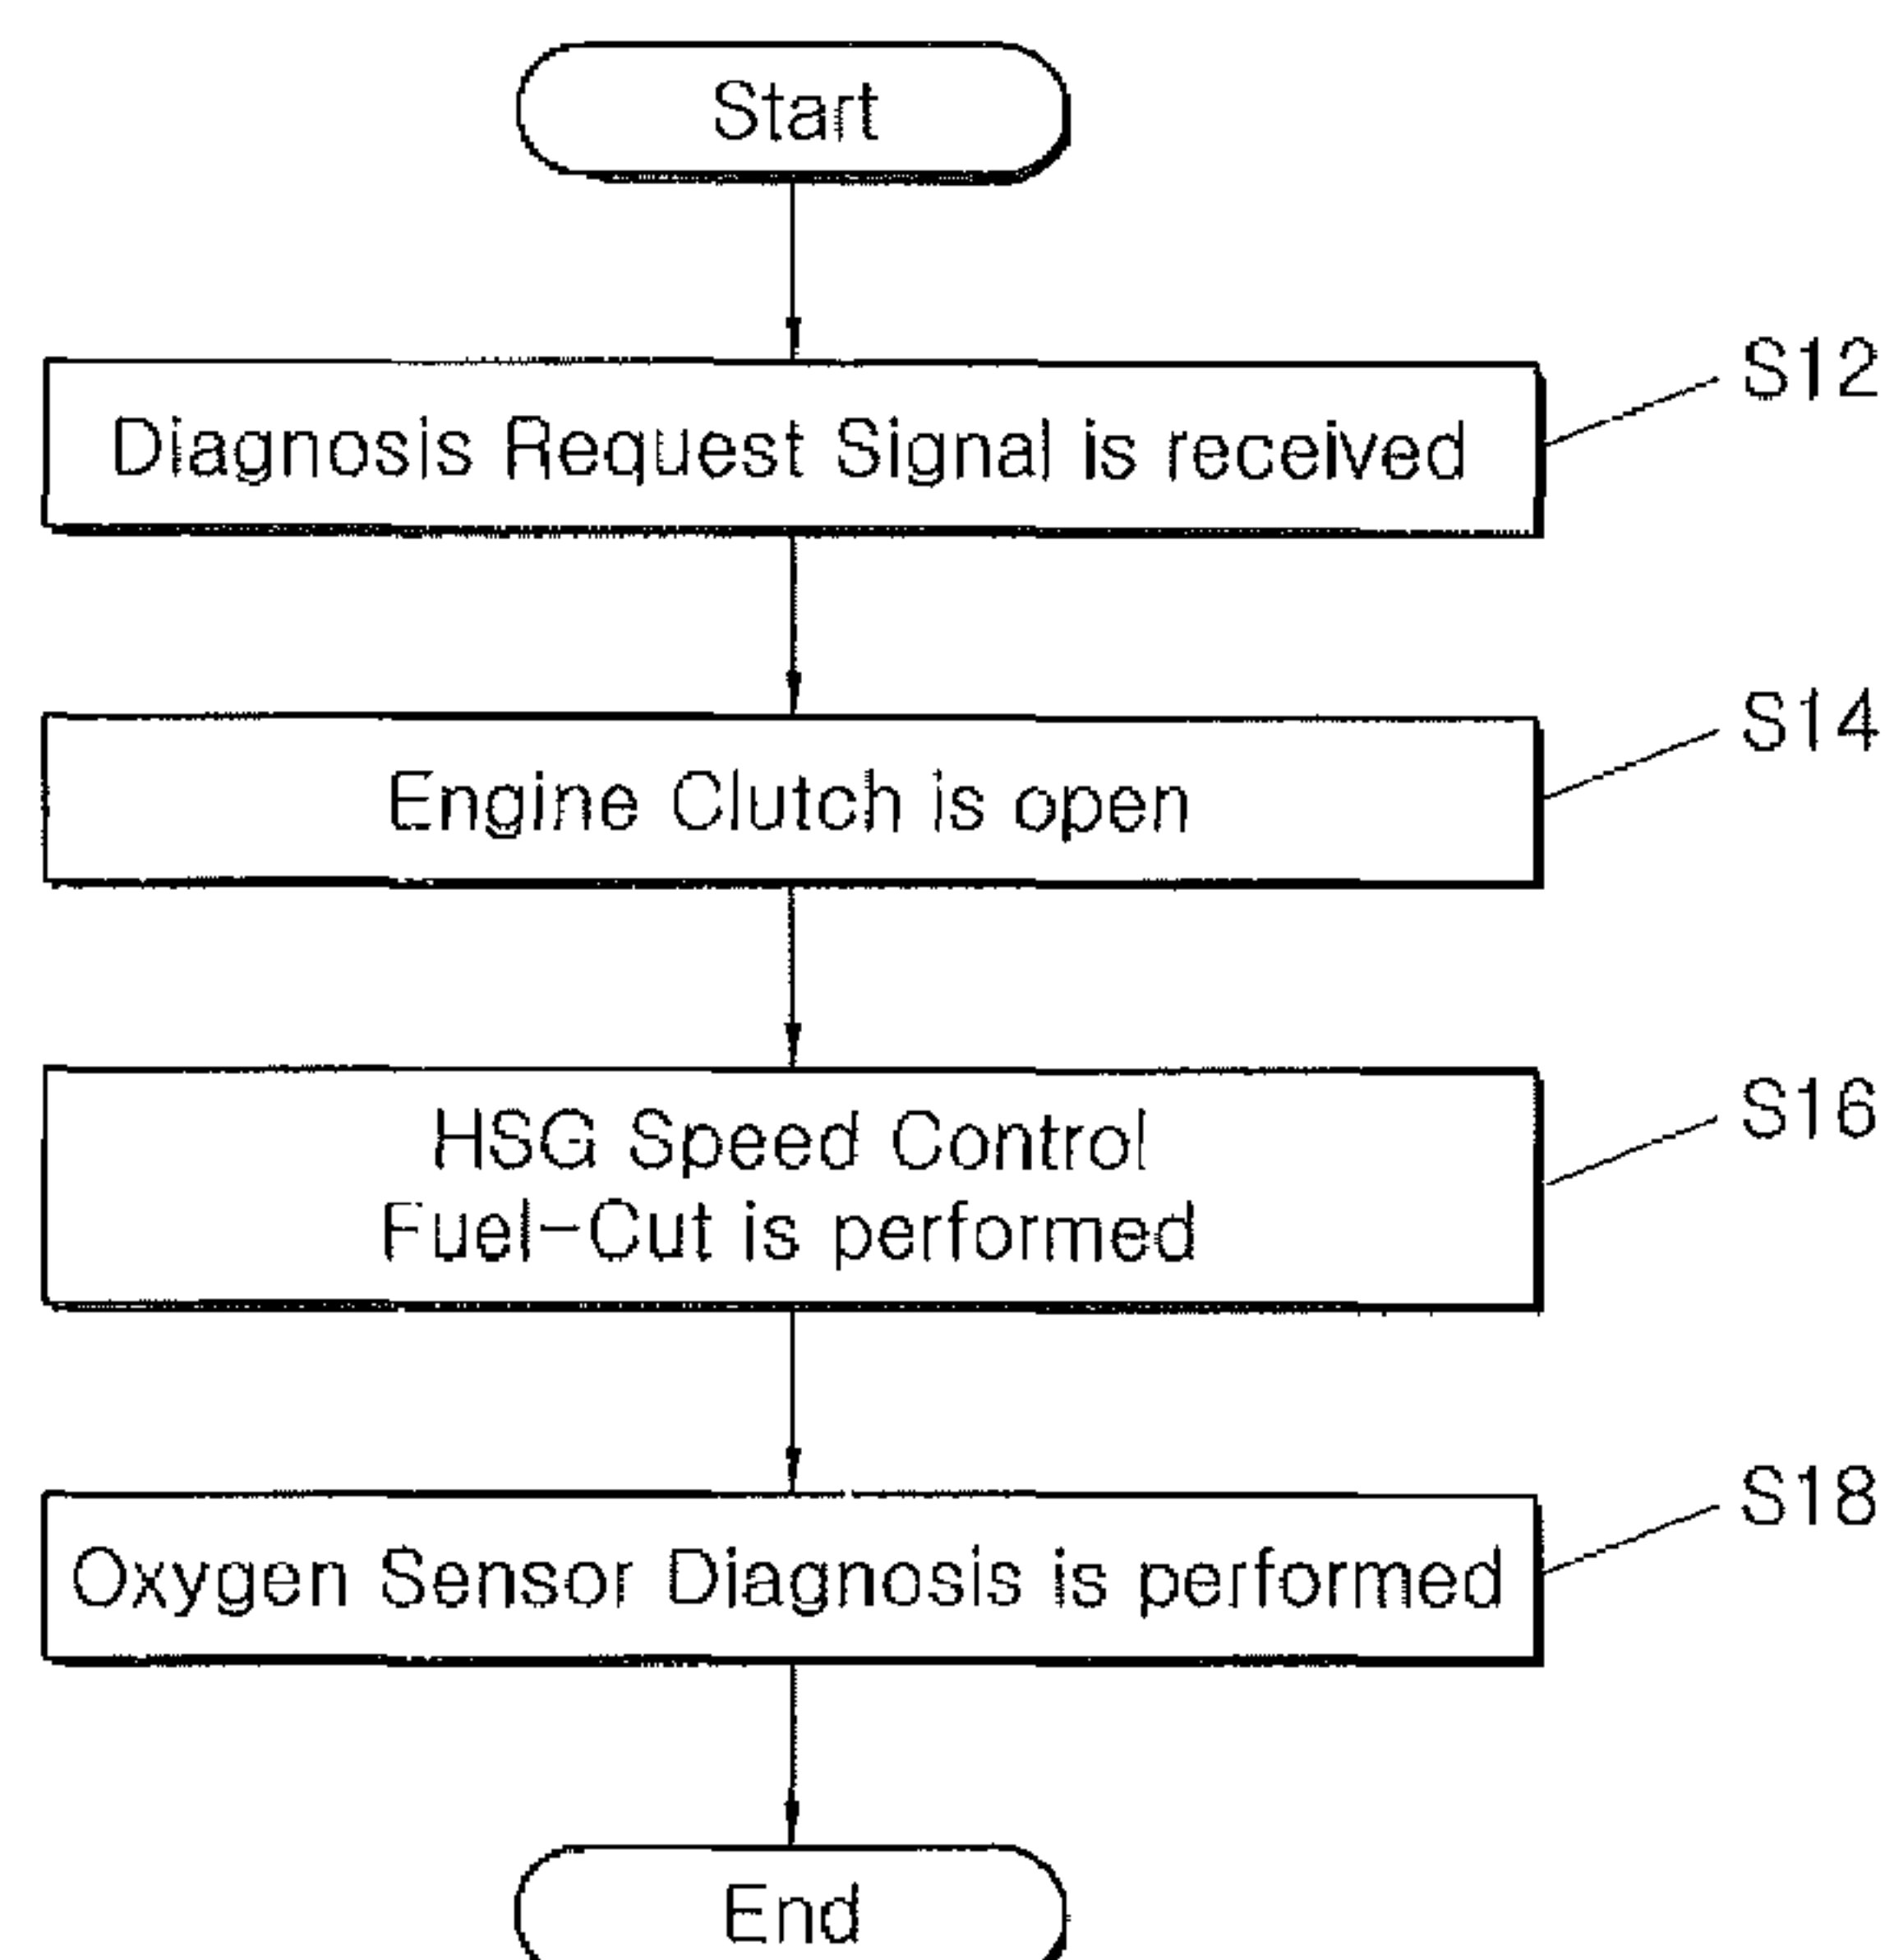 Start
Diagnosis Request Signal is received
S12
Engine Clutch is open
S14
HSG Speed Control
Fuel-Cut is performed
S16
Oxygen Sensor Diagnosis is performed
S18
End